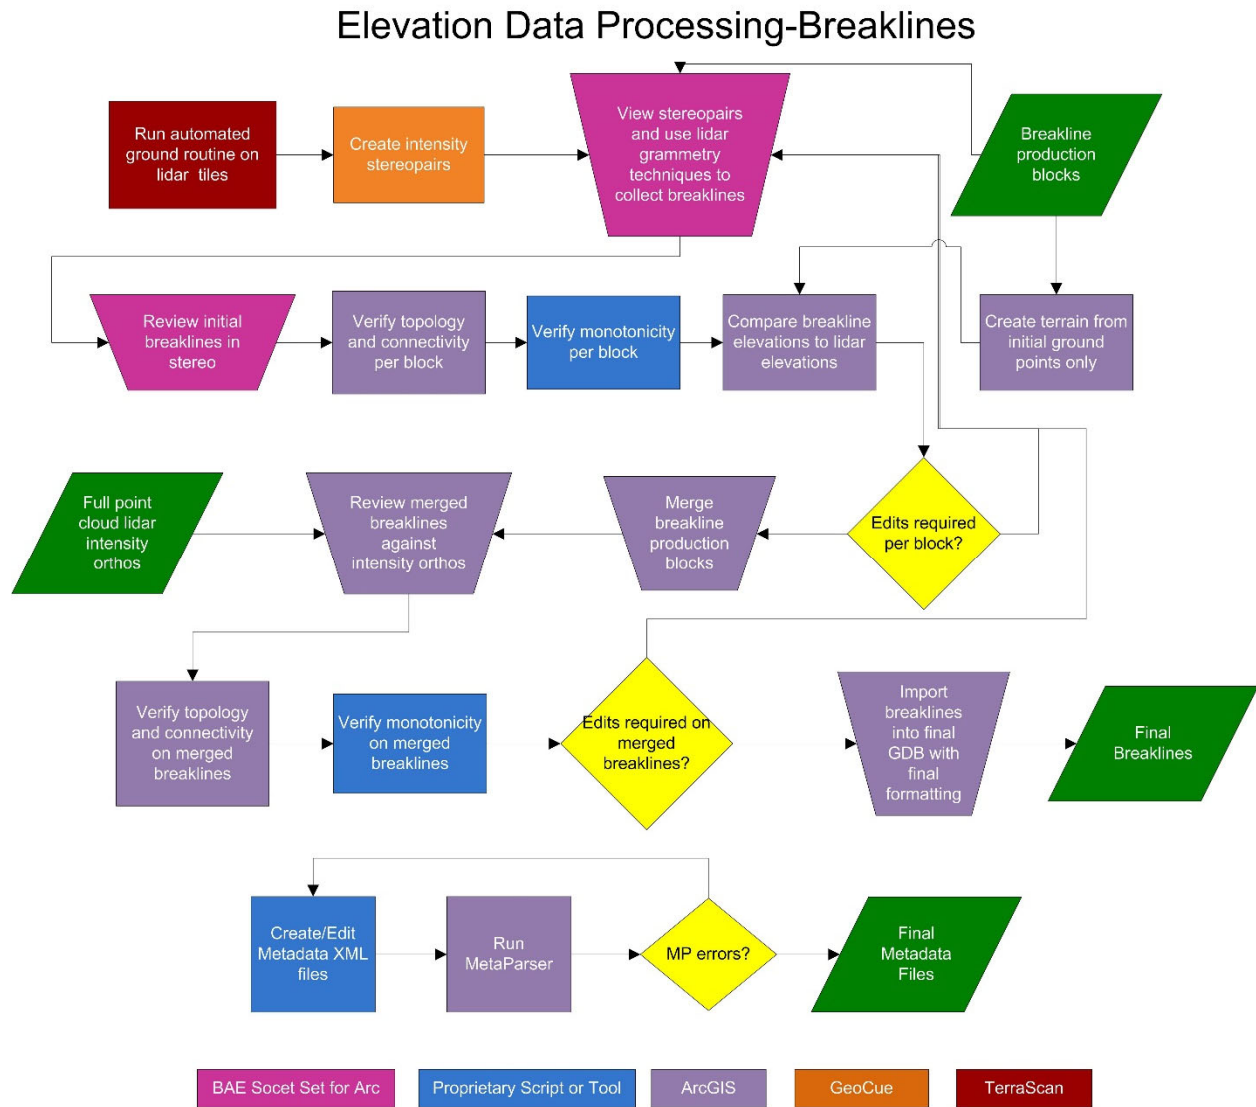 Elevation Data Processing-Breaklines
Run automated
ground routine on
lidar tiles
Create intensity
stereopairs
View stereopairs
and use lidar
grammetry
techniques to
collect breaklines
Breakline
production
blocks
Review initial
breaklines in
stereo
Verify topology
and connectivity
per block
Verify monotonicity
per block
Compare breakline
elevations to lidar
elevations
Create terrain from
initial ground
points only
Full point
cloud lidar
intensity
orthos
Review merged
breaklines
against
intensity orthos
Merge
breakline
production
blocks
Edits required
per block?
Verify topology
and connectivity
on merged
breaklines
Verify monotonicity
on merged
breaklines
Edits required on
merged
breaklines?
Import
breaklines
into final
GDB with
final
formatting
Final
Breaklines
Create/Edit
Metadata XML
files
Run
MetaParser
MP errors?
Final
Metadata
Files
BAE Socet Set for Arc
Proprietary Script or Tool
ArcGIS
GeoCue
TerraScan